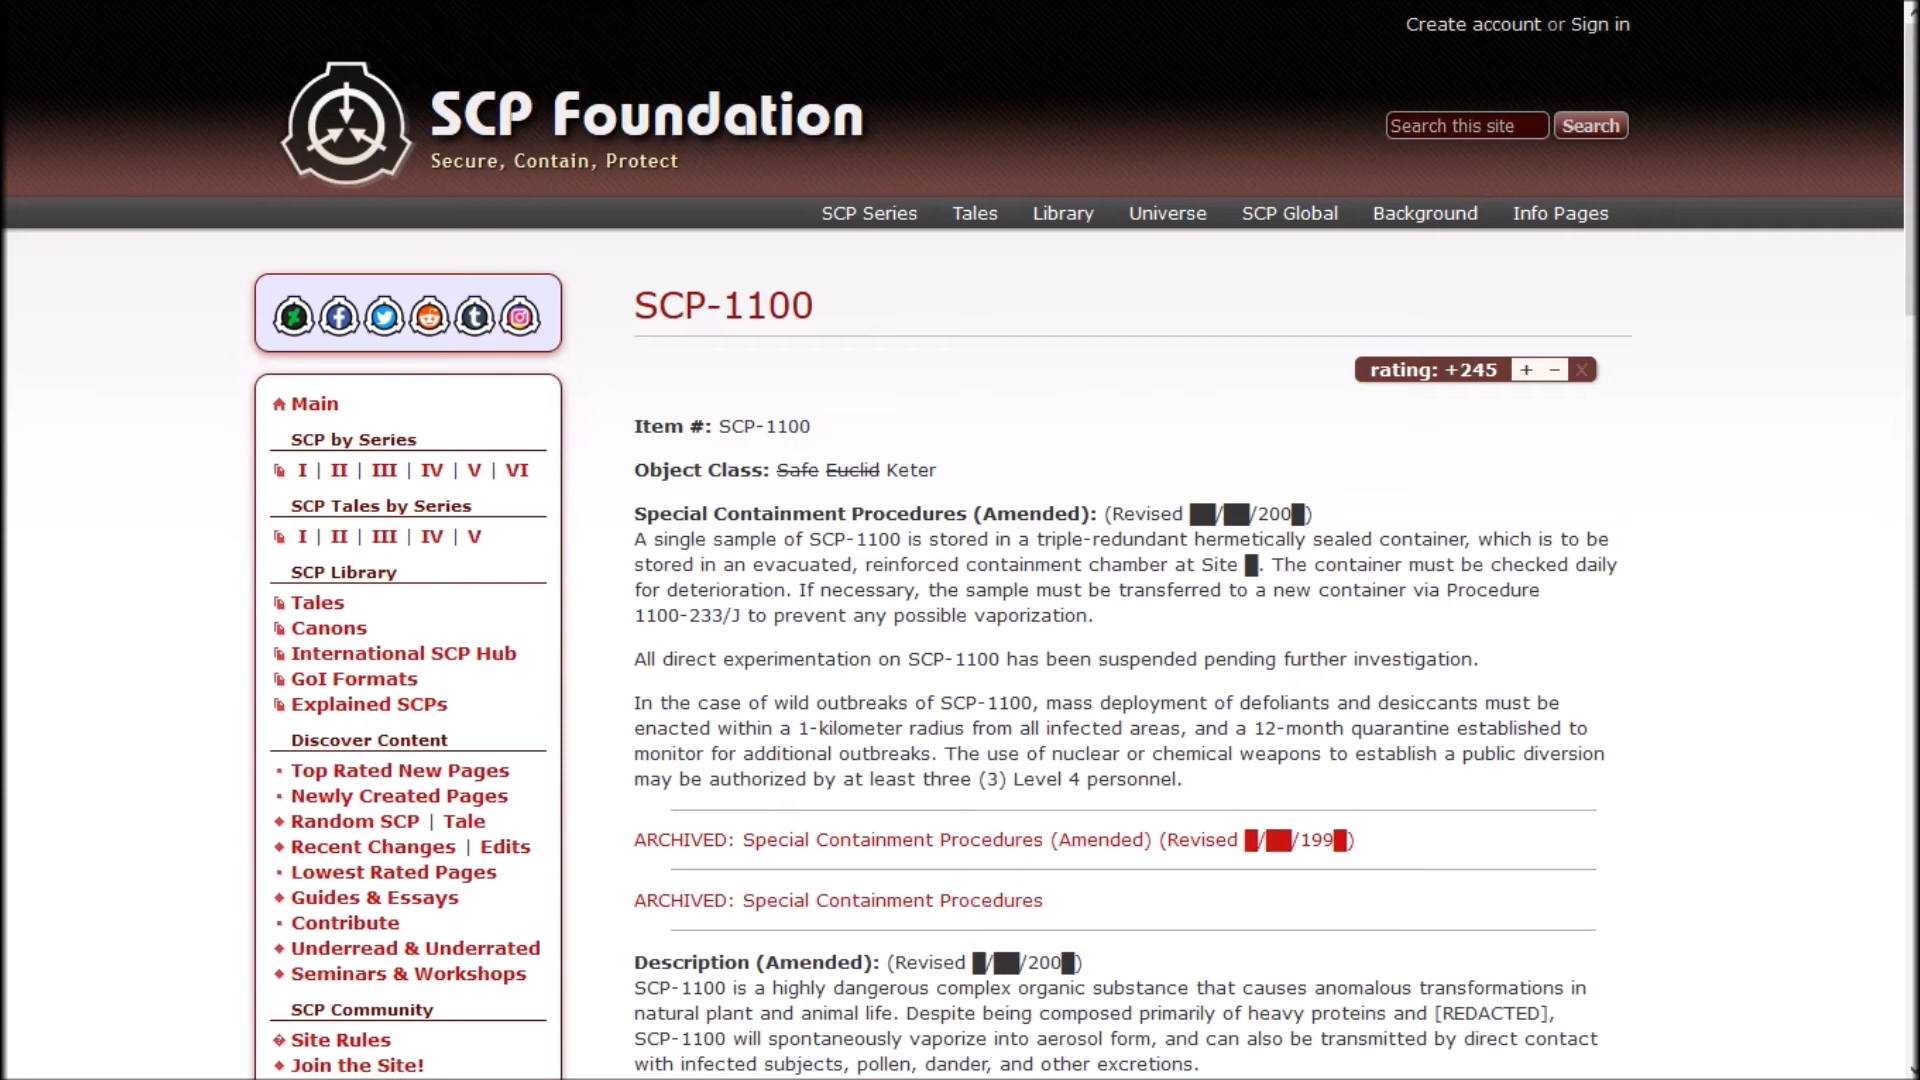 Create account or Sign in
SCP Foundation
Secure, Contain, Protect
Search this site Search
SCP Series Tales Library Universe SCP Global Background Info Pages
SCP-1100
rating: +245 + − X
Main
SCP by Series
I | II | III | IV | V | VI
SCP Tales by Series
I | II | III | IV | V
SCP Library
Tales
Canons
International SCP Hub
GoI Formats
Explained SCPs
Discover Content
Top Rated New Pages
Newly Created Pages
Random SCP | Tale
Recent Changes | Edits
Lowest Rated Pages
Guides & Essays
Contribute
Underread & Underrated
Seminars & Workshops
SCP Community
Site Rules
Join the Site!
Item #: SCP-1100
Object Class: Safe Euclid Keter
Special Containment Procedures (Amended): (Revised ██/██/200█)
A single sample of SCP-1100 is stored in a triple-redundant hermetically sealed container, which is to be
stored in an evacuated, reinforced containment chamber at Site █. The container must be checked daily
for deterioration. If necessary, the sample must be transferred to a new container via Procedure
1100-233/J to prevent any possible vaporization.
All direct experimentation on SCP-1100 has been suspended pending further investigation.
In the case of wild outbreaks of SCP-1100, mass deployment of defoliants and desiccants must be
enacted within a 1-kilometer radius from all infected areas, and a 12-month quarantine established to
monitor for additional outbreaks. The use of nuclear or chemical weapons to establish a public diversion
may be authorized by at least three (3) Level 4 personnel.
ARCHIVED: Special Containment Procedures (Amended) (Revised █/██/199█)
ARCHIVED: Special Containment Procedures
Description (Amended): (Revised █/██/200█)
SCP-1100 is a highly dangerous complex organic substance that causes anomalous transformations in
natural plant and animal life. Despite being composed primarily of heavy proteins and [REDACTED],
SCP-1100 will spontaneously vaporize into aerosol form, and can also be transmitted by direct contact
with infected subjects, pollen, dander, and other excretions.